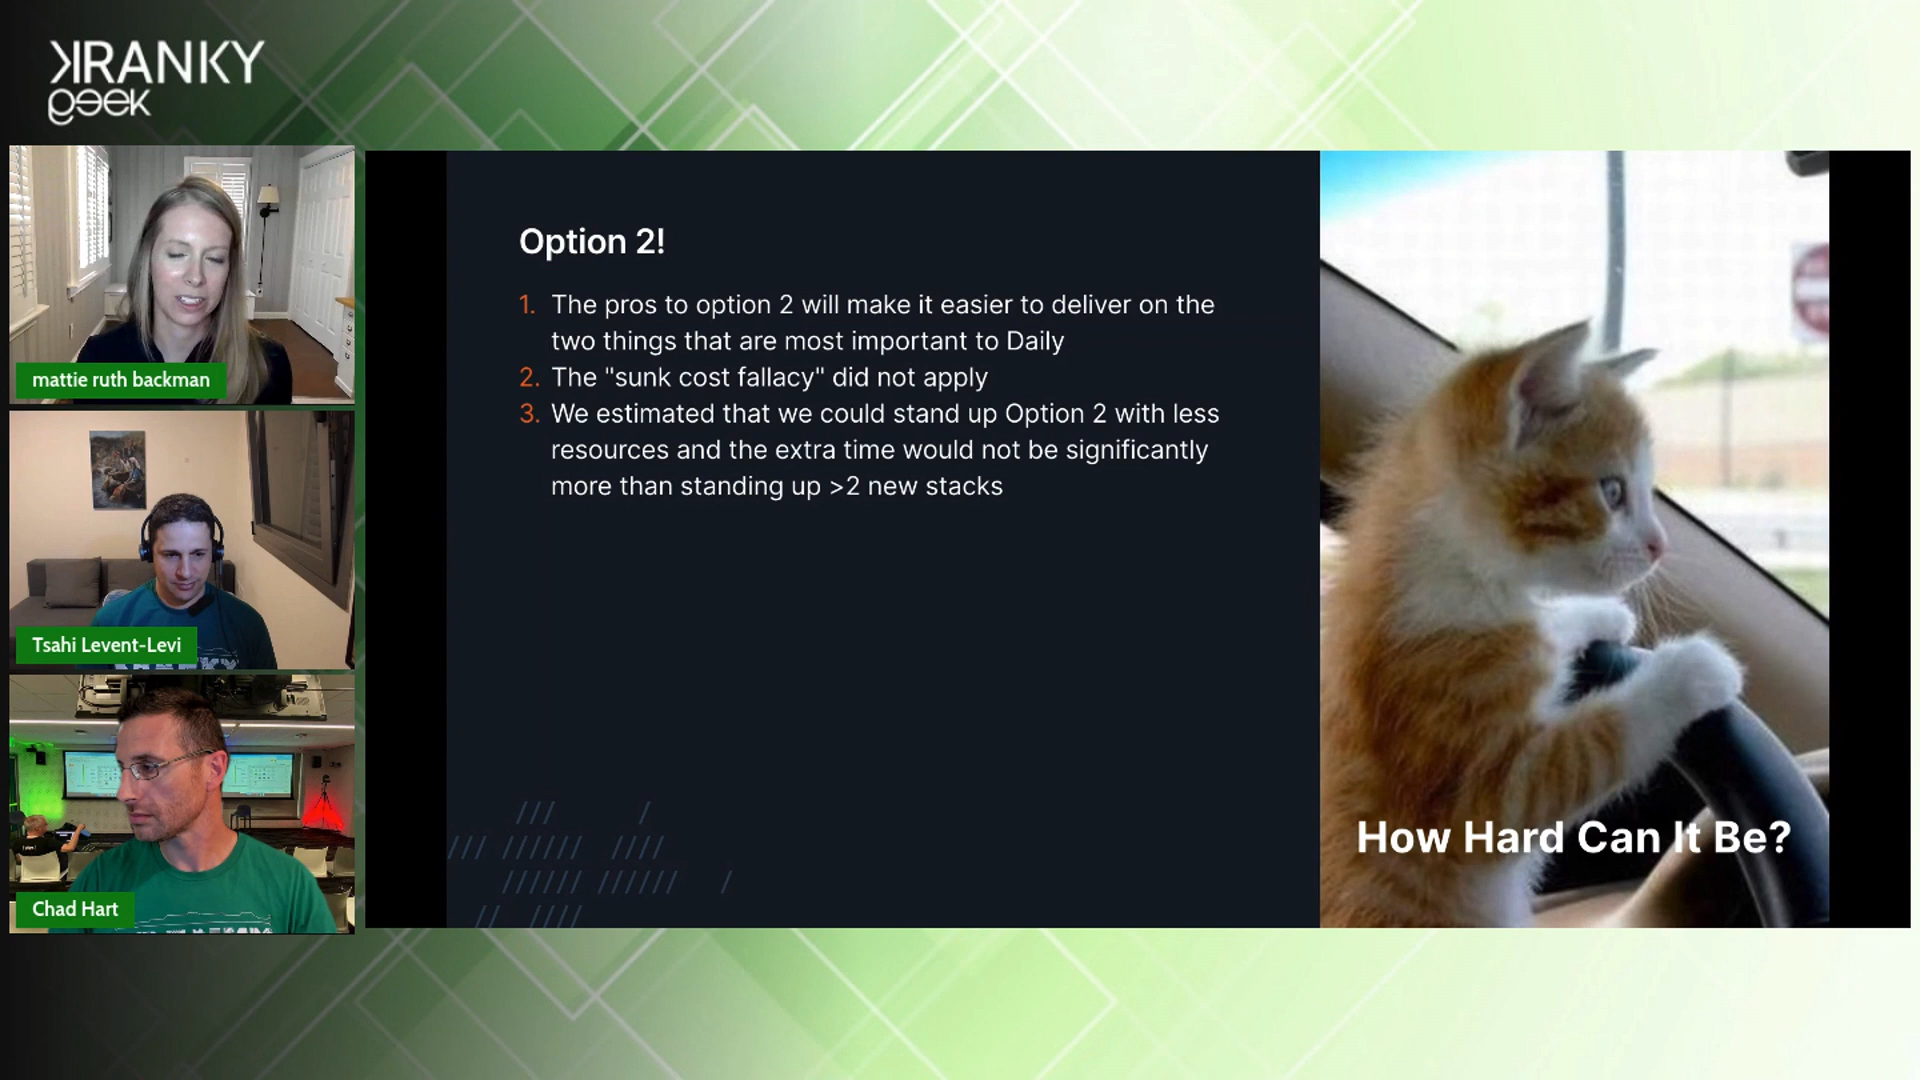 KRANKY
geek
mattie ruth backman
Tsahi Levent-Levi
Chad Hart
Option 2!
1. The pros to option 2 will make it easier to deliver on the
two things that are most important to Daily
2. The "sunk cost fallacy" did not apply
3. We estimated that we could stand up Option 2 with less
resources and the extra time would not be significantly
more than standing up >2 new stacks
How Hard Can It Be?